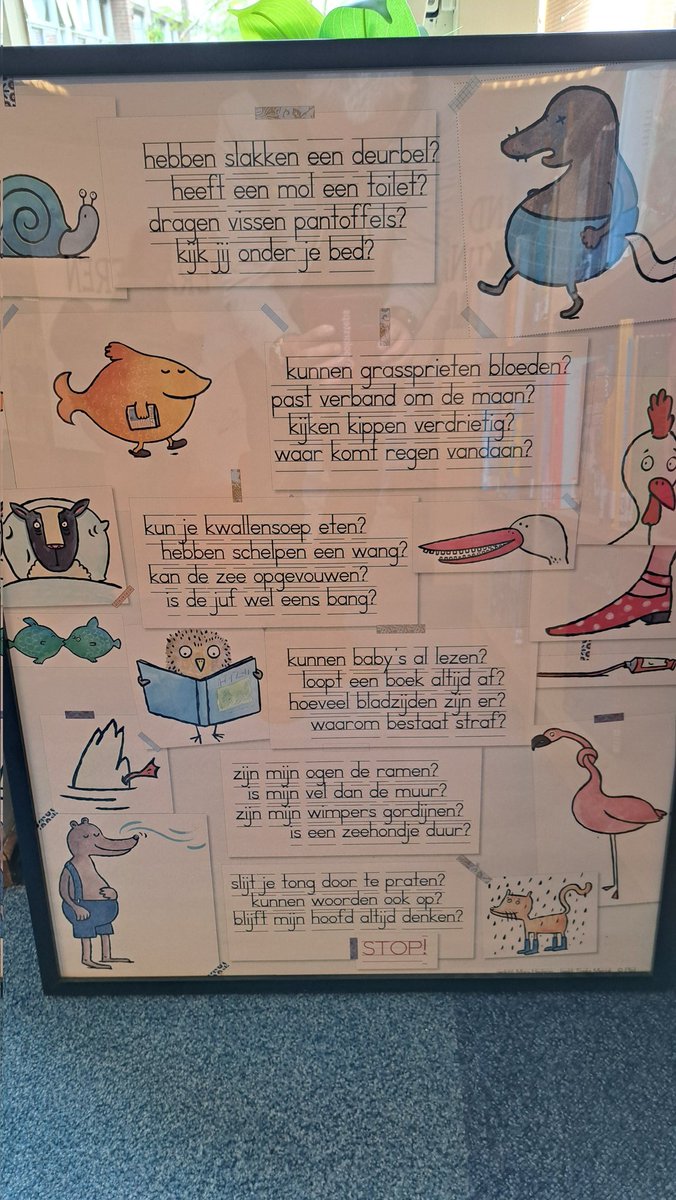 hebben slakken een deurbel?
heeft een mol een toilet?
dragen vissen pantoffels?
kijk jij onder je bed?
kunnen grassprieten bloeden?
past verband om de maan?
kijken kippen verdrietig?
waar komt regen vandaan?
kun je kwallensoep eten?
hebben schelpen een wang?
kan de zee opgevouwen?
is de juf wel eens bang?
kunnen baby's al lezen?
loopt een boek altijd af?
hoeveel bladzijden zijn er?
waarom bestaat straf?
zijn mijn ogen de ramen?
is mijn vel dan de muur?
zijn mijn wimpers gordijnen?
is een zeehondje duur?
slijt je tong door te praten?
kunnen woorden ook op?
blijft mijn hoofd altijd denken?
STOP!